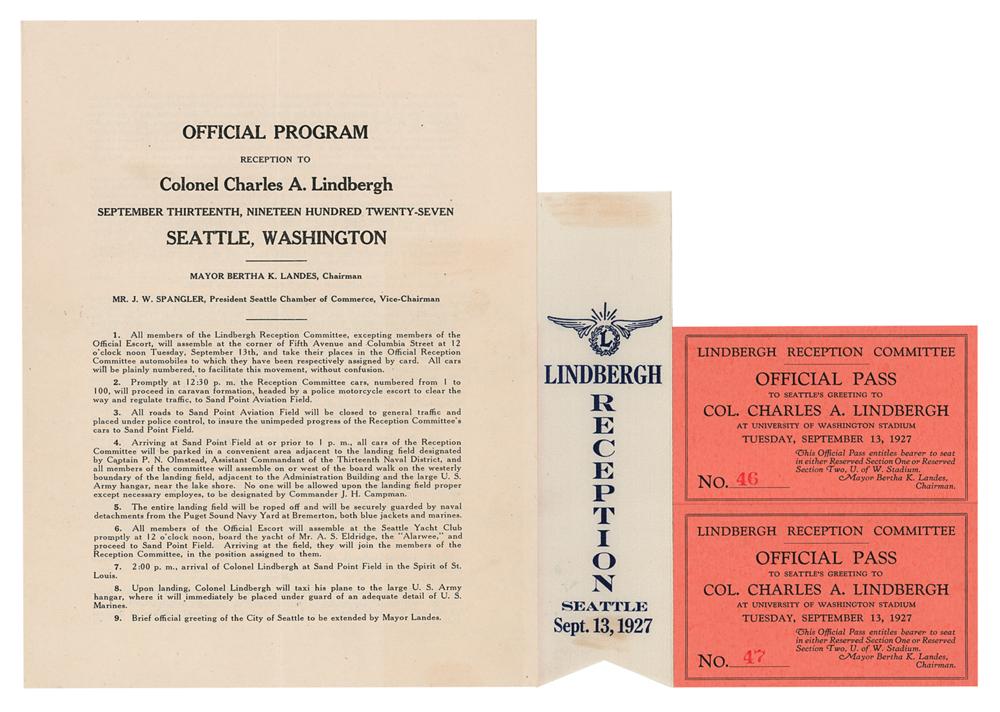 OFFICIAL PROGRAM
RECEPTION TO
Colonel Charles A. Lindbergh
SEPTEMBER THIRTEENTH, NINETEEN HUNDRED TWENTY-SEVEN
SEATTLE, WASHINGTON
MAYOR BERTHA K. LANDES, Chairman
MR. J. W. SPANGLER, President Seattle Chamber of Commerce, Vice-Chairman
1. All members of the Lindbergh Reception Committee, excepting members of the
Official Escort, will assemble at the corner of Fifth Avenue and Columbia Street at 12
o'clock noon Tuesday, September 13th, and take their places in the Official Reception
Committee automobiles to which they have been respectively assigned by card. All cars
will be plainly numbered, to facilitate this movement, without confusion.
2. Promptly at 12:30 p. m. the Reception Committee cars, numbered from 1 to
100, will proceed in caravan formation, headed by a police motorcycle escort to clear the
way and regulate traffic, to Sand Point Aviation Field.
3. All roads to Sand Point Aviation Field will be closed to general traffic and
placed under police control, to insure the unimpeded progress of the Reception Committee's
cars to Sand Point Field.
4. Arriving at Sand Point Field at or prior to 1 p. m., all cars of the Reception
Committee will be parked in a convenient area adjacent to the landing field designated
by Captain P. N. Olmstead, Assistant Commandant of the Thirteenth Naval District, and
all members of the committee will assemble on or west of the board walk on the westerly
boundary of the landing field, adjacent to the Administration Building and the large U. S.
Army hangar, near the lake shore. No one will be allowed upon the landing field proper
except necessary employes, to be designated by Commander J. H. Campman.
5. The entire landing field will be roped off and will be securely guarded by naval
detachments from the Puget Sound Navy Yard at Bremerton, both blue jackets and marines.
6. All members of the Official Escort will assemble at the Seattle Yacht Club
promptly at 12 o'clock noon, board the yacht of Mr. A. S. Eldridge, the "Alarwee," and
proceed to Sand Point Field. Arriving at the field, they will join the members of the
Reception Committee, in the position assigned to them.
7. 2:00 p. m., arrival of Colonel Lindbergh at Sand Point Field in the Spirit of St.
Louis.
8. Upon landing, Colonel Lindbergh will taxi his plane to the large U. S. Army
hangar, where it will immediately be placed under guard of an adequate detail of U. S.
Marines.
9. Brief official greeting of the City of Seattle to be extended by Mayor Landes.
L
LINDBERGH
RECEPTION
SEATTLE
Sept. 13, 1927
LINDBERGH RECEPTION COMMITTEE
OFFICIAL PASS
TO SEATTLE'S GREETING TO
COL. CHARLES A. LINDBERGH
AT UNIVERSITY OF WASHINGTON STADIUM
TUESDAY, SEPTEMBER 13, 1927
This Official Pass entitles bearer to seat
in either Reserved Section One or Reserved
Section Two, U. of W. Stadium.
Mayor Bertha K. Landes,
Chairman.
No. 46
LINDBERGH RECEPTION COMMITTEE
OFFICIAL PASS
TO SEATTLE'S GREETING TO
COL. CHARLES A. LINDBERGH
AT UNIVERSITY OF WASHINGTON STADIUM
TUESDAY, SEPTEMBER 13, 1927
This Official Pass entitles bearer to seat
in either Reserved Section One or Reserved
Section Two, U. of W. Stadium.
Mayor Bertha K. Landes,
Chairman.
No. 47